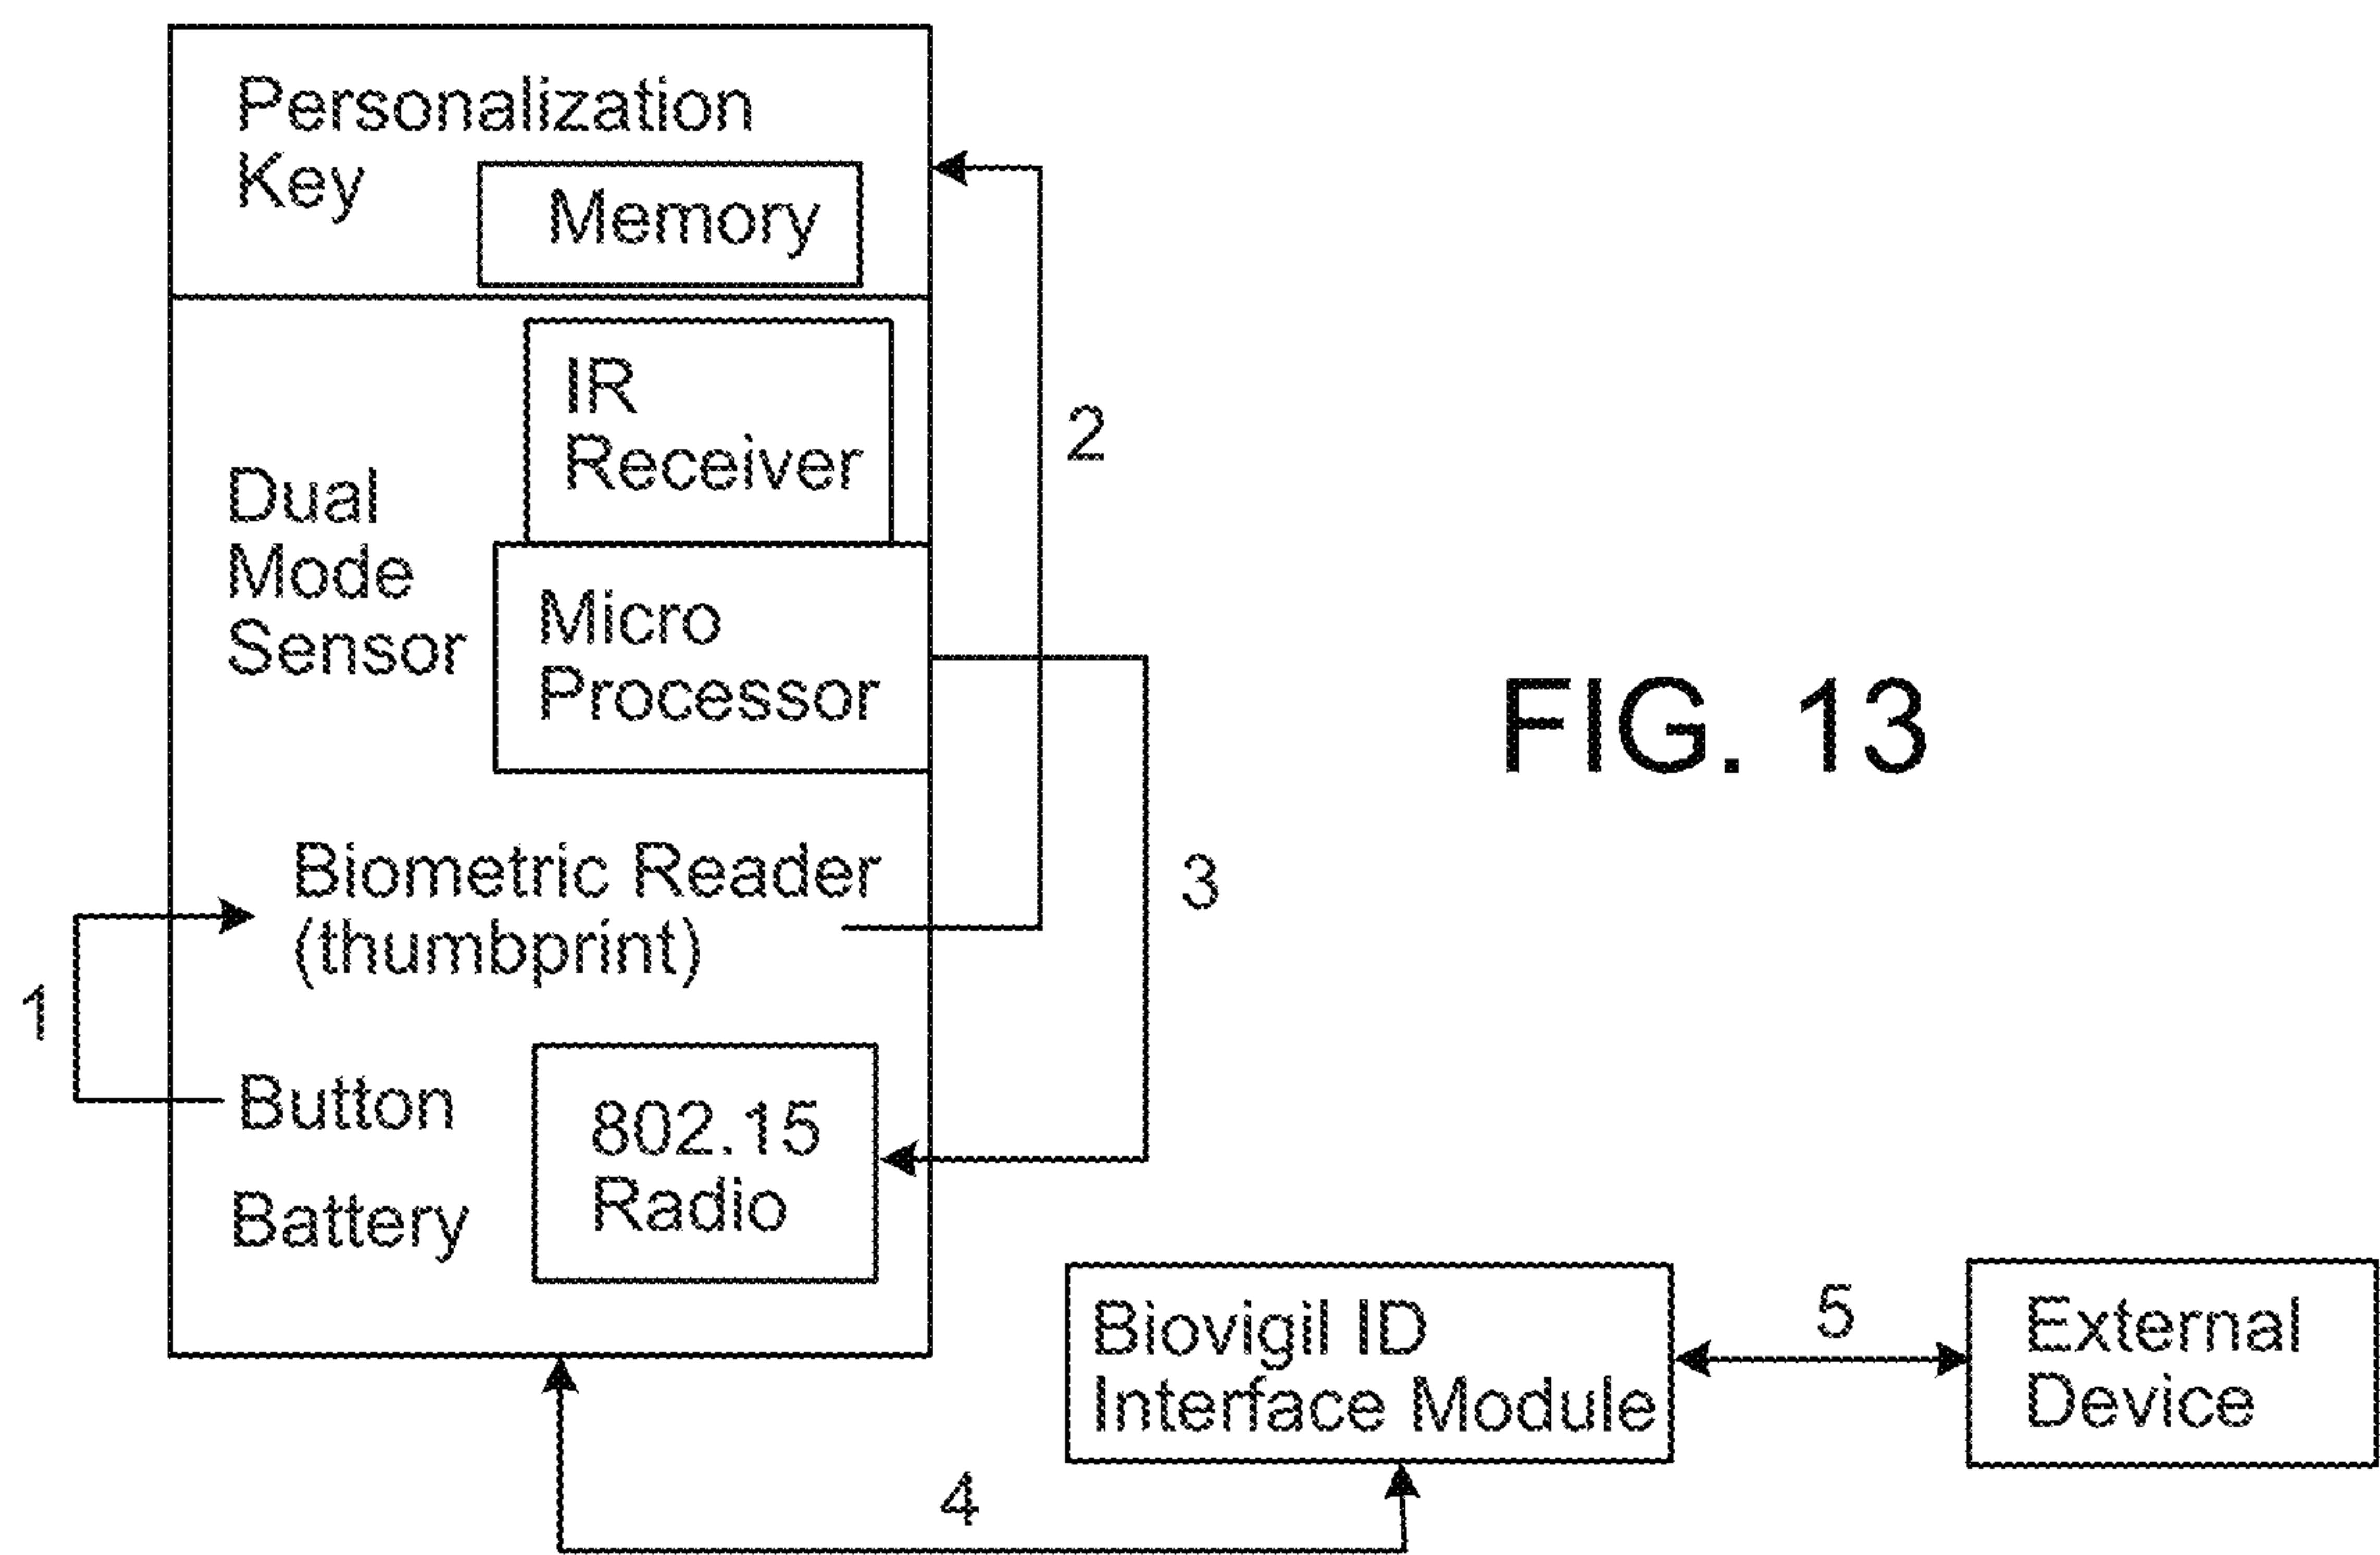 Personalization
Key
Memory
IR
Receiver
2
Dual
Mode
Sensor
Micro
Processor
FIG. 13
3
Biometric Reader
(thumbprint)
1
Button
802.15
Radio
Battery
Biovigil ID
Interface Module
5
External
Device
4